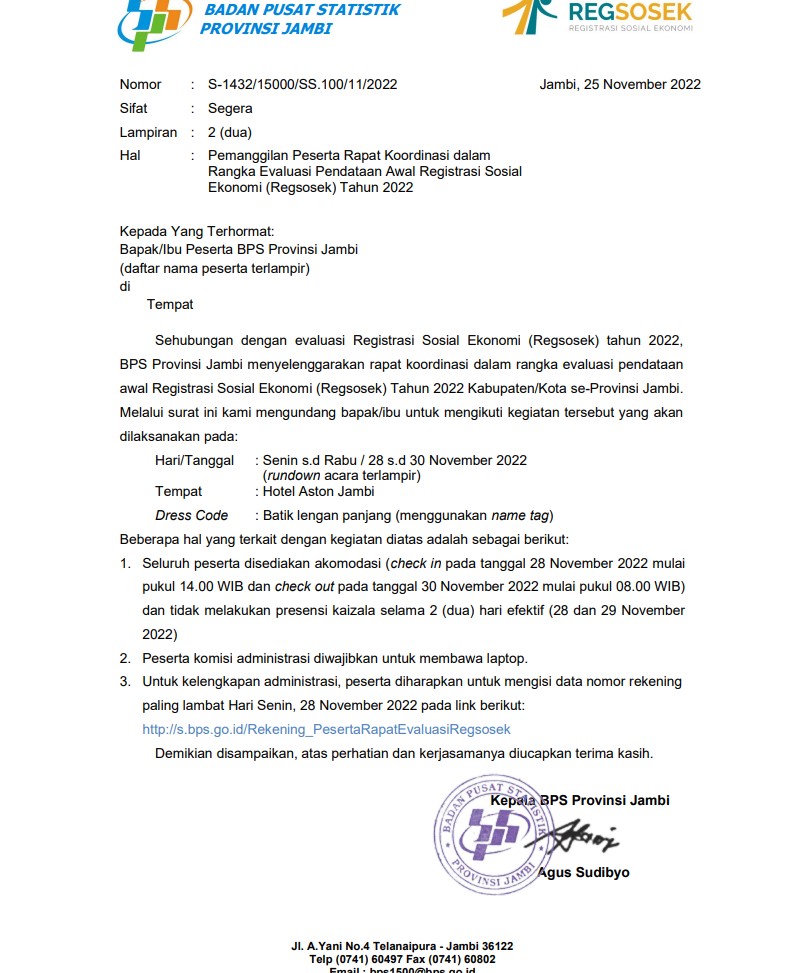 BADAN PUSAT STATISTIK
PROVINSI JAMBI
REGSOSEK
REGISTRASI SOSIAL EKONOMI
Nomor : S-1432/15000/SS.100/11/2022 Jambi, 25 November 2022
Sifat : Segera
Lampiran : 2 (dua)
Hal : Pemanggilan Peserta Rapat Koordinasi dalam
Rangka Evaluasi Pendataan Awal Registrasi Sosial
Ekonomi (Regsosek) Tahun 2022
Kepada Yang Terhormat:
Bapak/Ibu Peserta BPS Provinsi Jambi
(daftar nama peserta terlampir)
di
Tempat
Sehubungan dengan evaluasi Registrasi Sosial Ekonomi (Regsosek) tahun 2022,
BPS Provinsi Jambi menyelenggarakan rapat koordinasi dalam rangka evaluasi pendataan
awal Registrasi Sosial Ekonomi (Regsosek) Tahun 2022 Kabupaten/Kota se-Provinsi Jambi.
Melalui surat ini kami mengundang bapak/ibu untuk mengikuti kegiatan tersebut yang akan
dilaksanakan pada:
Hari/Tanggal : Senin s.d Rabu / 28 s.d 30 November 2022
(rundown acara terlampir)
Tempat : Hotel Aston Jambi
Dress Code : Batik lengan panjang (menggunakan name tag)
Beberapa hal yang terkait dengan kegiatan diatas adalah sebagai berikut:
1. Seluruh peserta disediakan akomodasi (check in pada tanggal 28 November 2022 mulai
pukul 14.00 WIB dan check out pada tanggal 30 November 2022 mulai pukul 08.00 WIB)
dan tidak melakukan presensi kaizala selama 2 (dua) hari efektif (28 dan 29 November
2022)
2. Peserta komisi administrasi diwajibkan untuk membawa laptop.
3. Untuk kelengkapan administrasi, peserta diharapkan untuk mengisi data nomor rekening
paling lambat Hari Senin, 28 November 2022 pada link berikut:
http://s.bps.go.id/Rekening_PesertaRapatEvaluasiRegsosek
Demikian disampaikan, atas perhatian dan kerjasamanya diucapkan terima kasih.
Kepala BPS Provinsi Jambi
BADAN PUSAT STATISTIK
PROVINSI JAMBI
Agus Sudibyo
Jl. A.Yani No.4 Telanaipura - Jambi 36122
Telp (0741) 60497 Fax (0741) 60802
Email : bps1500@bps.go.id